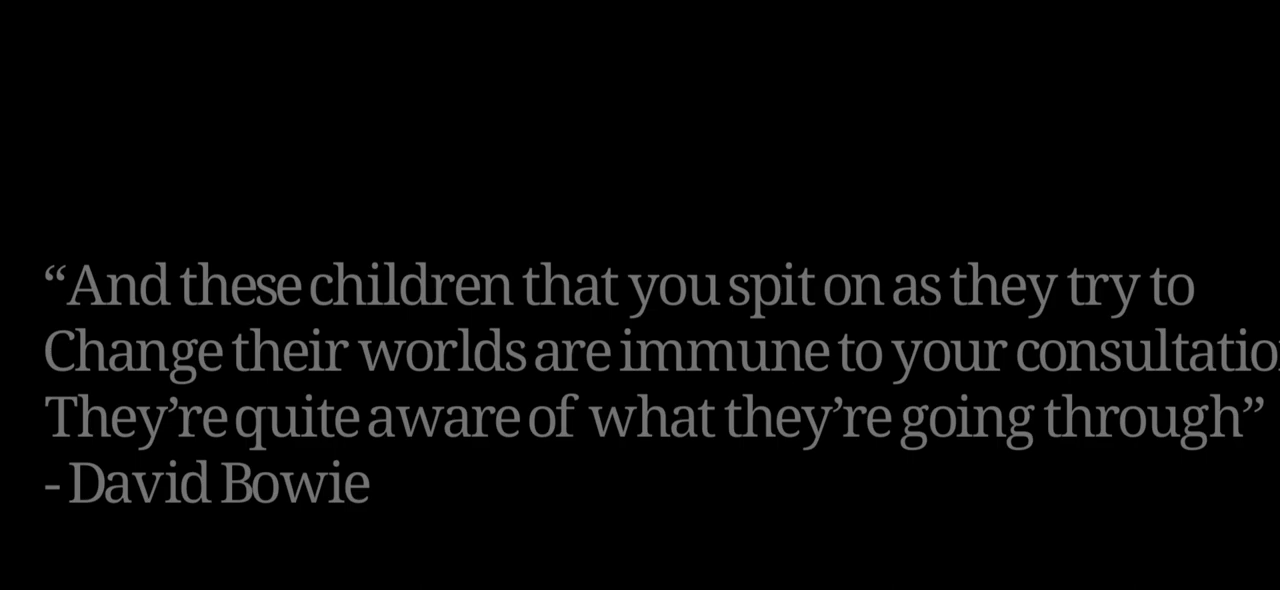 “And these children that you spit on as they try to
Change their worlds are immune to your
They’re quite aware of what they’re going through”
- David Bowie